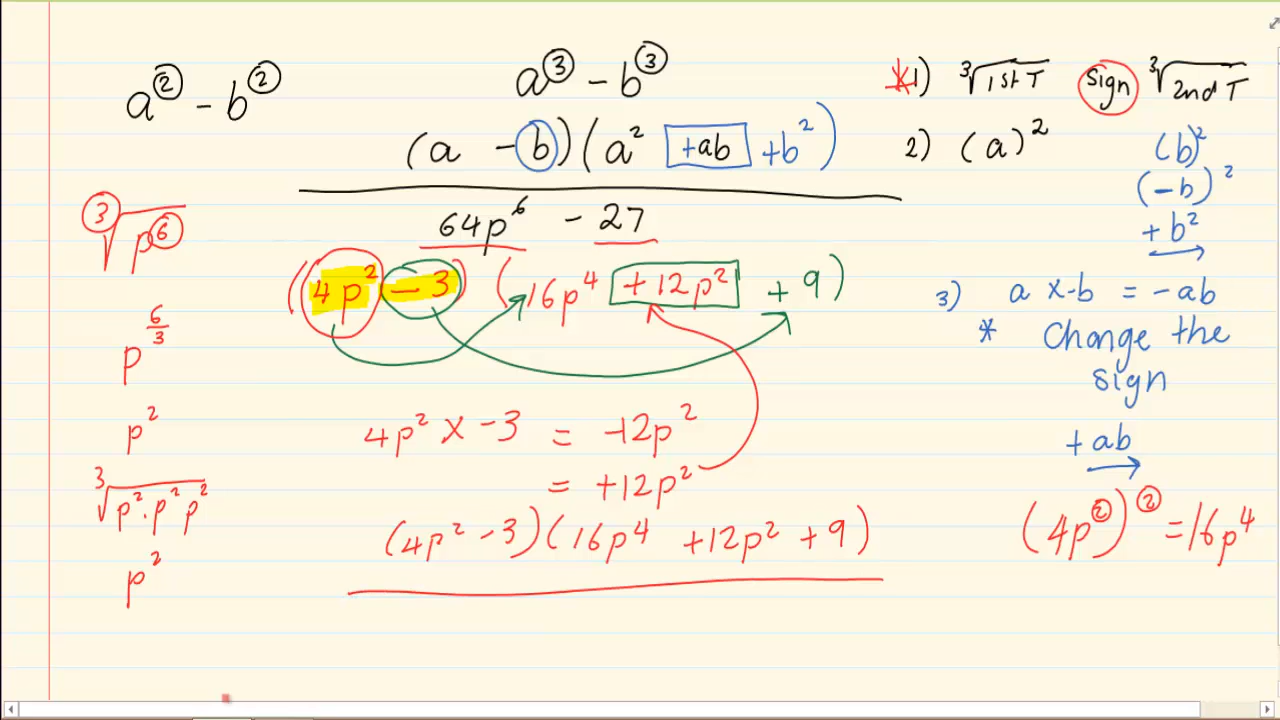 a² - b²
a³ - b³
(a - b)(a² +ab +b²)
64p⁶ - 27
(4p² - 3) (16p⁴ +12p² + 9)
4p² x -3 = -12p²
= +12p²
(4p² - 3)(16p⁴ +12p² + 9)
∛p⁶
p^(6/3)
p²
∛p².p²p²
p²
*1) ∛1st T sign ∛2nd T
2) (a)² (b)²
(-b)²
+b²
3) a x -b = -ab
* Change the
sign
+ab
(4p²)² = 16p⁴